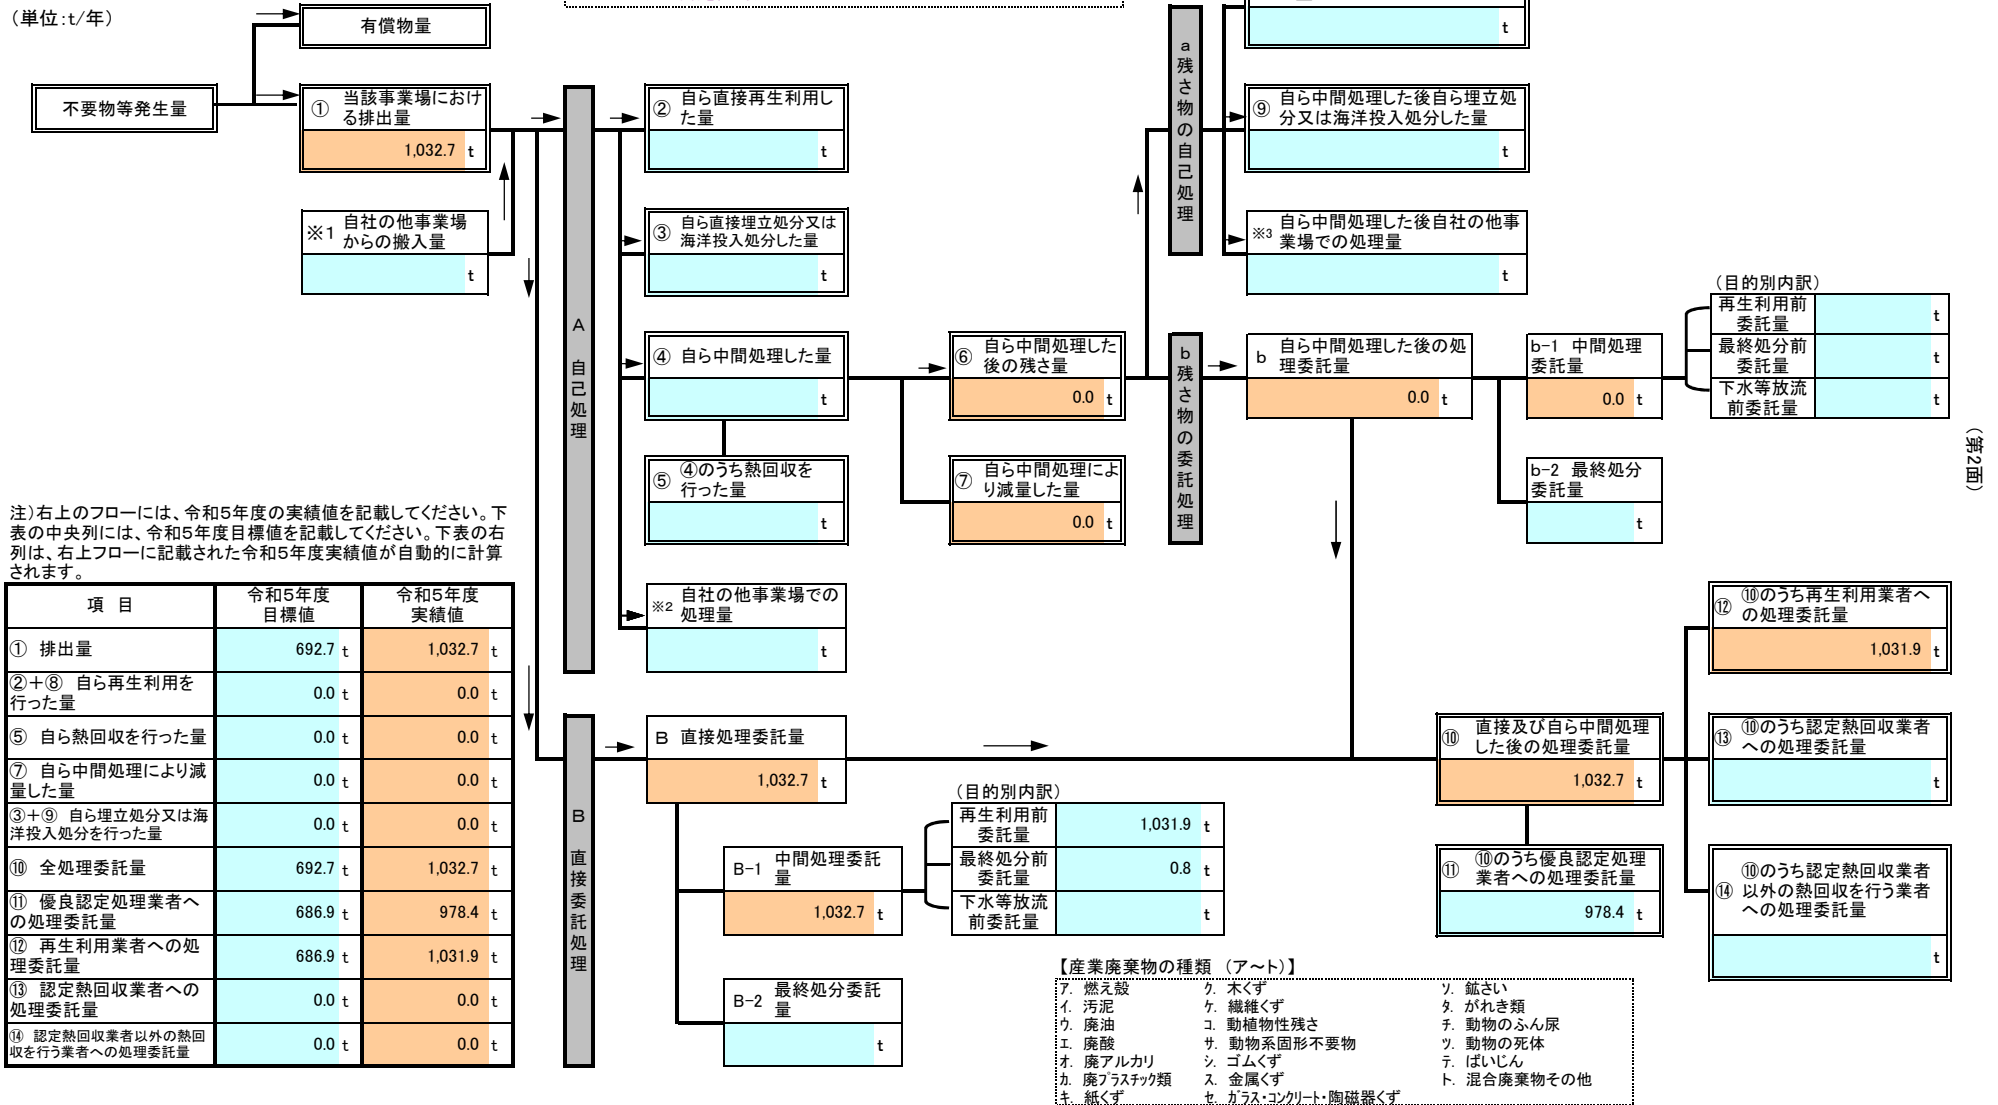 （単位：t/年）
有償物量
不要物等発生量
① 当該事業場におけ
る排出量
1,032.7 t
※1 自社の他事業場
からの搬入量
t
A 自己処理
② 自ら直接再生利用し
た量
t
③ 自ら直接埋立処分又は
海洋投入処分した量
t
④ 自ら中間処理した量
t
⑤ ④のうち熱回収を
行った量
t
※2 自社の他事業場での
処理量
t
⑥ 自ら中間処理した
後の残さ量
0.0 t
⑦ 自ら中間処理によ
り減量した量
0.0 t
a 残さ物の自己処理
t
⑨ 自ら中間処理した後自ら埋立処
分又は海洋投入処分した量
t
※3 自ら中間処理した後自社の他事
業場での処理量
t
b 残さ物の委託処理
b 自ら中間処理した後の処
理委託量
0.0 t
b-1 中間処理
委託量
0.0 t
b-2 最終処分
委託量
t
（目的別内訳）
再生利用前
委託量
t
最終処分前
委託量
t
下水等放流
前委託量
t
（第2面）
注）右上のフローには、令和5年度の実績値を記載してください。下
表の中央列には、令和5年度目標値を記載してください。下表の右
列は、右上フローに記載された令和5年度実績値が自動的に計算
されます。
項 目 令和5年度 令和5年度
目標値 実績値
① 排出量 692.7 t 1,032.7 t
②＋⑧ 自ら再生利用を
行った量 0.0 t 0.0 t
⑤ 自ら熱回収を行った量 0.0 t 0.0 t
⑦ 自ら中間処理により減
量した量 0.0 t 0.0 t
③＋⑨ 自ら埋立処分又は海
洋投入処分を行った量 0.0 t 0.0 t
⑩ 全処理委託量 692.7 t 1,032.7 t
⑪ 優良認定処理業者へ
の処理委託量 686.9 t 978.4 t
⑫ 再生利用業者への処
理委託量 686.9 t 1,031.9 t
⑬ 認定熱回収業者への
処理委託量 0.0 t 0.0 t
⑭ 認定熱回収業者以外の熱回
収を行う業者への処理委託量 0.0 t 0.0 t
B 直接委託処理
B 直接処理委託量
1,032.7 t
B-1 中間処理委託
量
1,032.7 t
B-2 最終処分委託
量
t
（目的別内訳）
再生利用前
委託量
1,031.9 t
最終処分前
委託量
0.8 t
下水等放流
前委託量
t
⑩ 直接及び自ら中間処理
した後の処理委託量
1,032.7 t
⑪ ⑩のうち優良認定処理
業者への処理委託量
978.4 t
⑫ ⑩のうち再生利用業者へ
の処理委託量
1,031.9 t
⑬ ⑩のうち認定熱回収業者
への処理委託量
t
⑭ ⑩のうち認定熱回収業者
以外の熱回収を行う業者
への処理委託量
t
【産業廃棄物の種類 （ア～ト）】
ア. 燃え殻 ク. 木くず ソ. 鉱さい
イ. 汚泥 ケ. 繊維くず タ. がれき類
ウ. 廃油 コ. 動植物性残さ チ. 動物のふん尿
エ. 廃酸 サ. 動物系固形不要物 ツ. 動物の死体
オ. 廃アルカリ シ. ゴムくず テ. ばいじん
カ. 廃プラスチック類 ス. 金属くず ト. 混合廃棄物その他
キ. 紙くず セ. ガラス・コンクリート・陶磁器くず